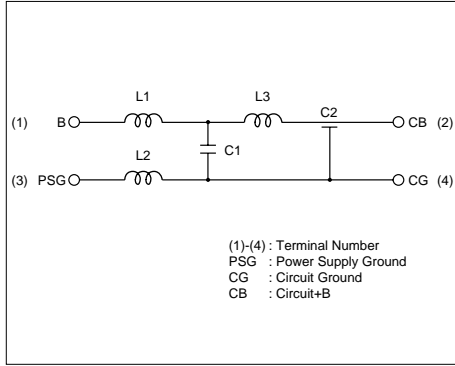 L1 L3 C2
(1) B CB (2)
C1
L2
(3) PSG CG (4)
(1)-(4) : Terminal Number
PSG : Power Supply Ground
CG : Circuit Ground
CB : Circuit+B